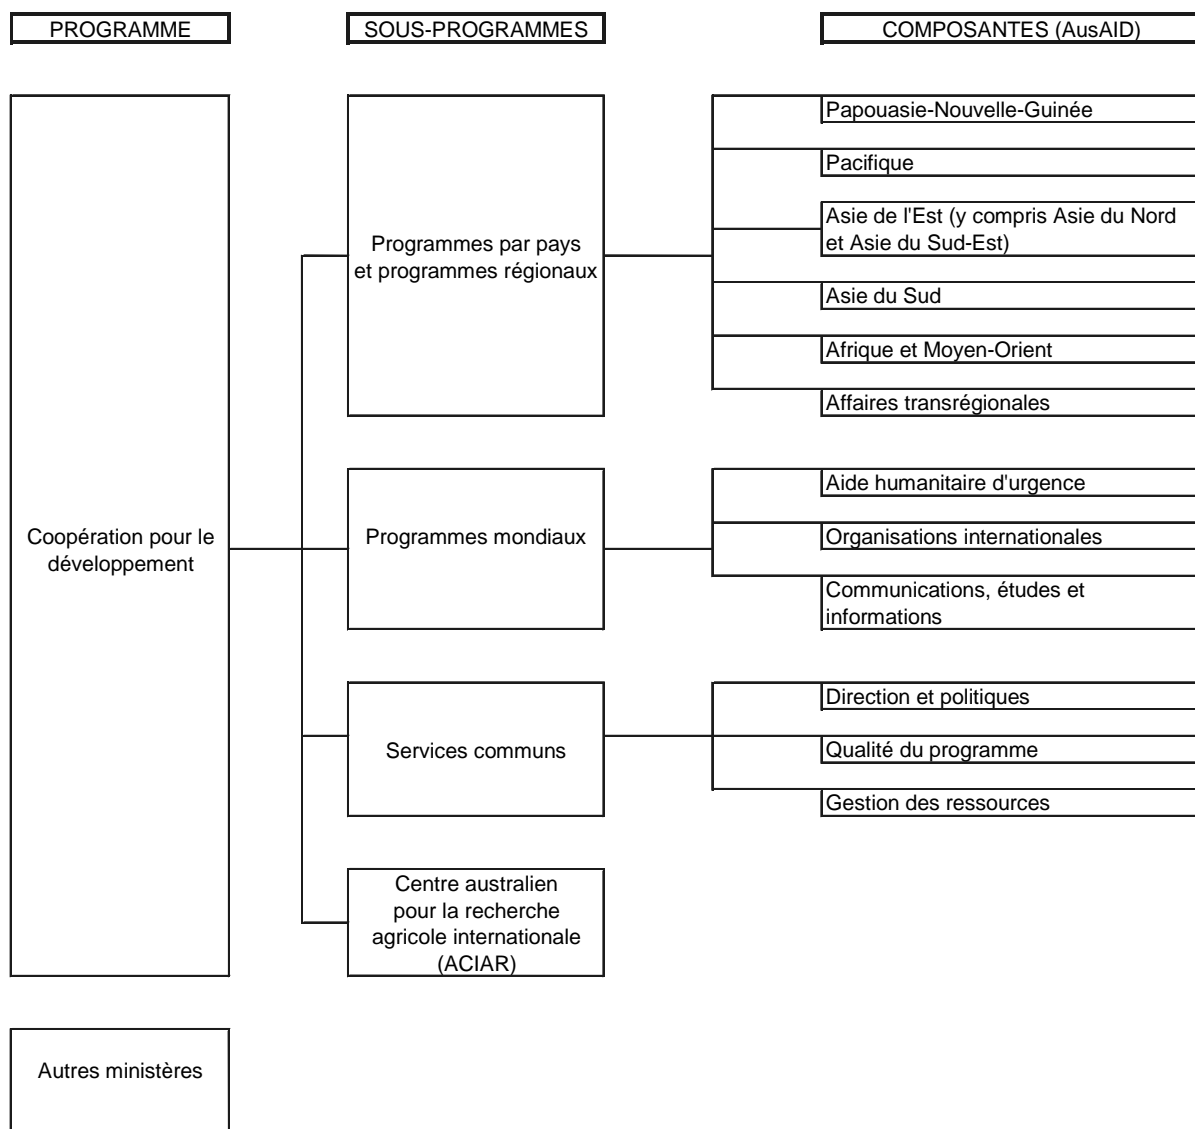 PROGRAMME
SOUS-PROGRAMMES
COMPOSANTES (AusAID)
Coopération pour le
développement
Programmes par pays
et programmes régionaux
Papouasie-Nouvelle-Guinée
Pacifique
Asie de l'Est (y compris Asie du Nord
et Asie du Sud-Est)
Asie du Sud
Afrique et Moyen-Orient
Affaires transrégionales
Programmes mondiaux
Aide humanitaire d'urgence
Organisations internationales
Communications, études et
informations
Services communs
Direction et politiques
Qualité du programme
Gestion des ressources
Centre australien
pour la recherche
agricole internationale
(ACIAR)
Autres ministères